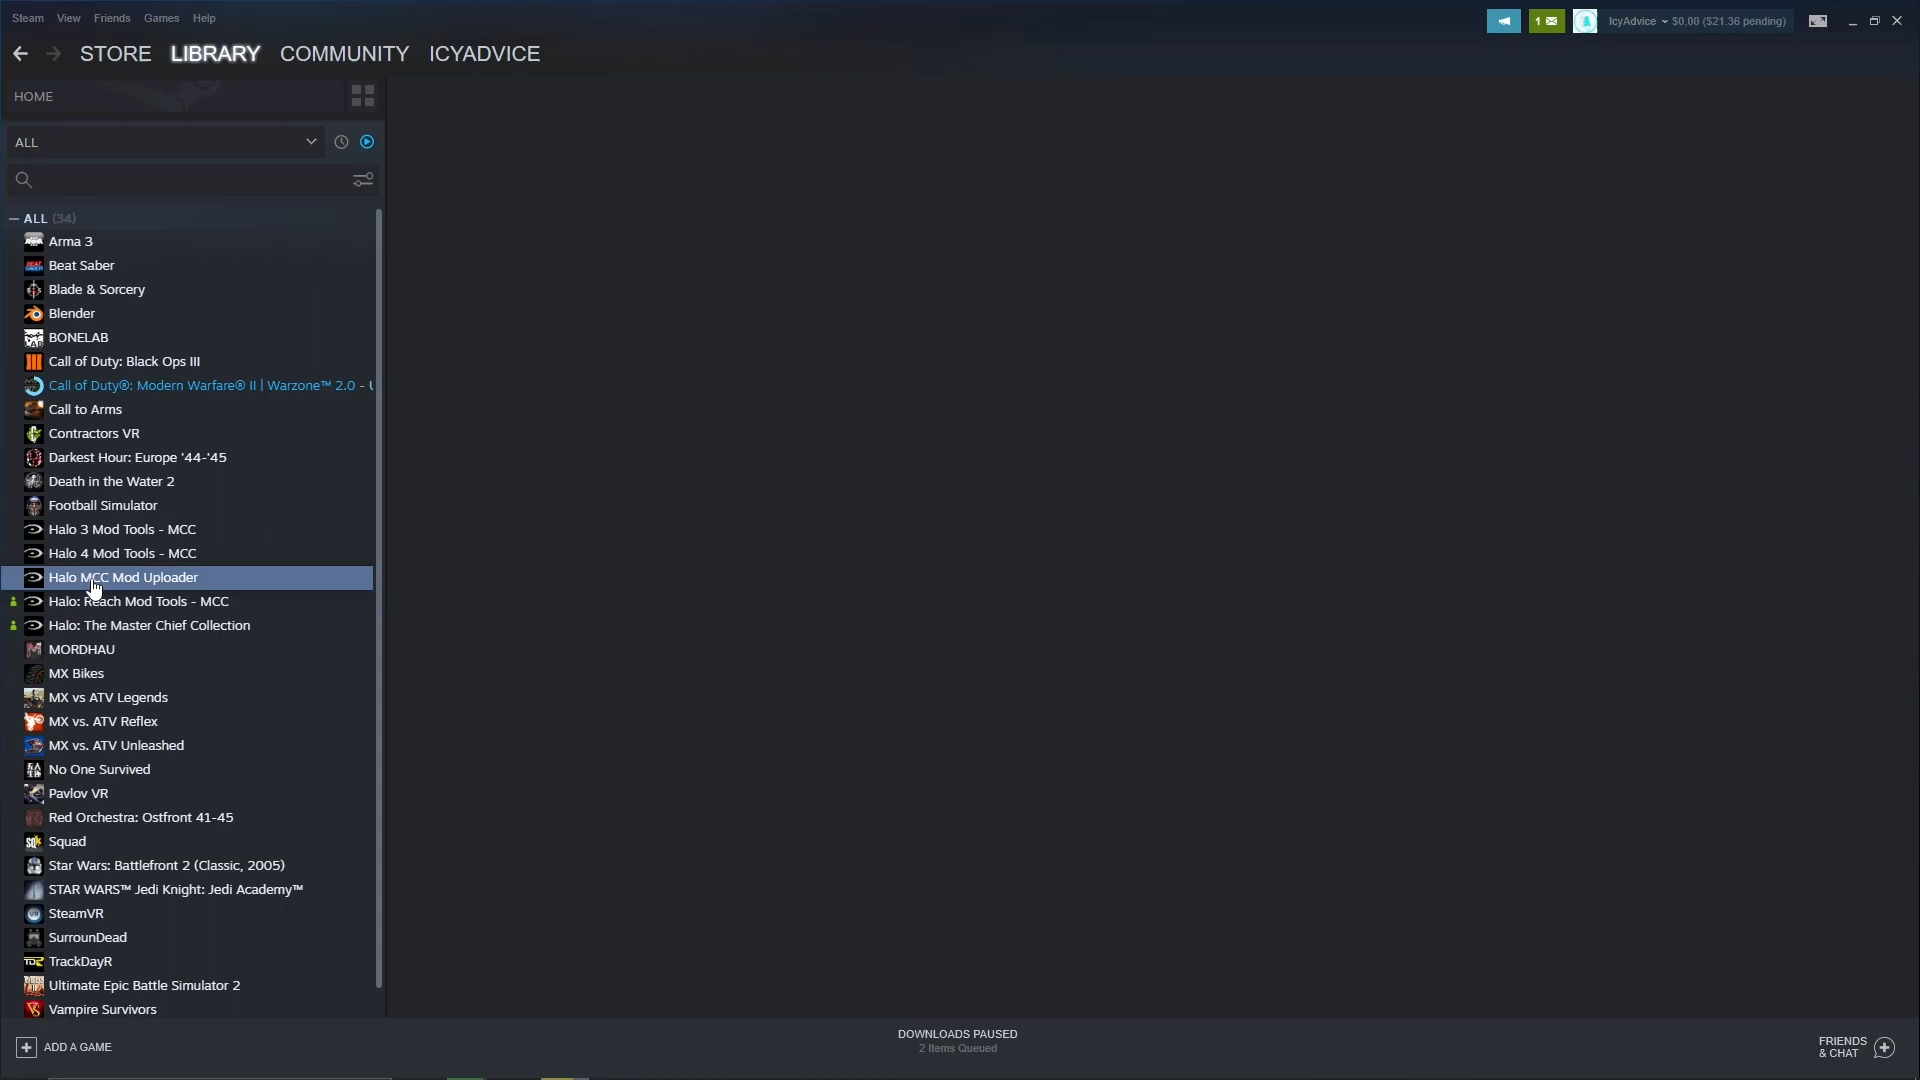 Steam View Friends Games Help
1
IcyAdvice $0.00 ($21.36 pending)
STORE LIBRARY COMMUNITY ICYADVICE
HOME
ALL
ALL (34)
Arma 3
Beat Saber
Blade & Sorcery
Blender
BONELAB
Call of Duty: Black Ops III
Call of Duty®: Modern Warfare® II | Warzone™ 2.0 -
Call to Arms
Contractors VR
Darkest Hour: Europe '44-'45
Death in the Water 2
Football Simulator
Halo 3 Mod Tools - MCC
Halo 4 Mod Tools - MCC
Halo MCC Mod Uploader
Halo: Reach Mod Tools - MCC
Halo: The Master Chief Collection
MORDHAU
MX Bikes
MX vs ATV Legends
MX vs. ATV Reflex
MX vs. ATV Unleashed
No One Survived
Pavlov VR
Red Orchestra: Ostfront 41-45
Squad
Star Wars: Battlefront 2 (Classic, 2005)
STAR WARS™ Jedi Knight: Jedi Academy™
SteamVR
SurrounDead
TrackDayR
Ultimate Epic Battle Simulator 2
Vampire Survivors
ADD A GAME
DOWNLOADS PAUSED
2 Items Queued
FRIENDS
& CHAT